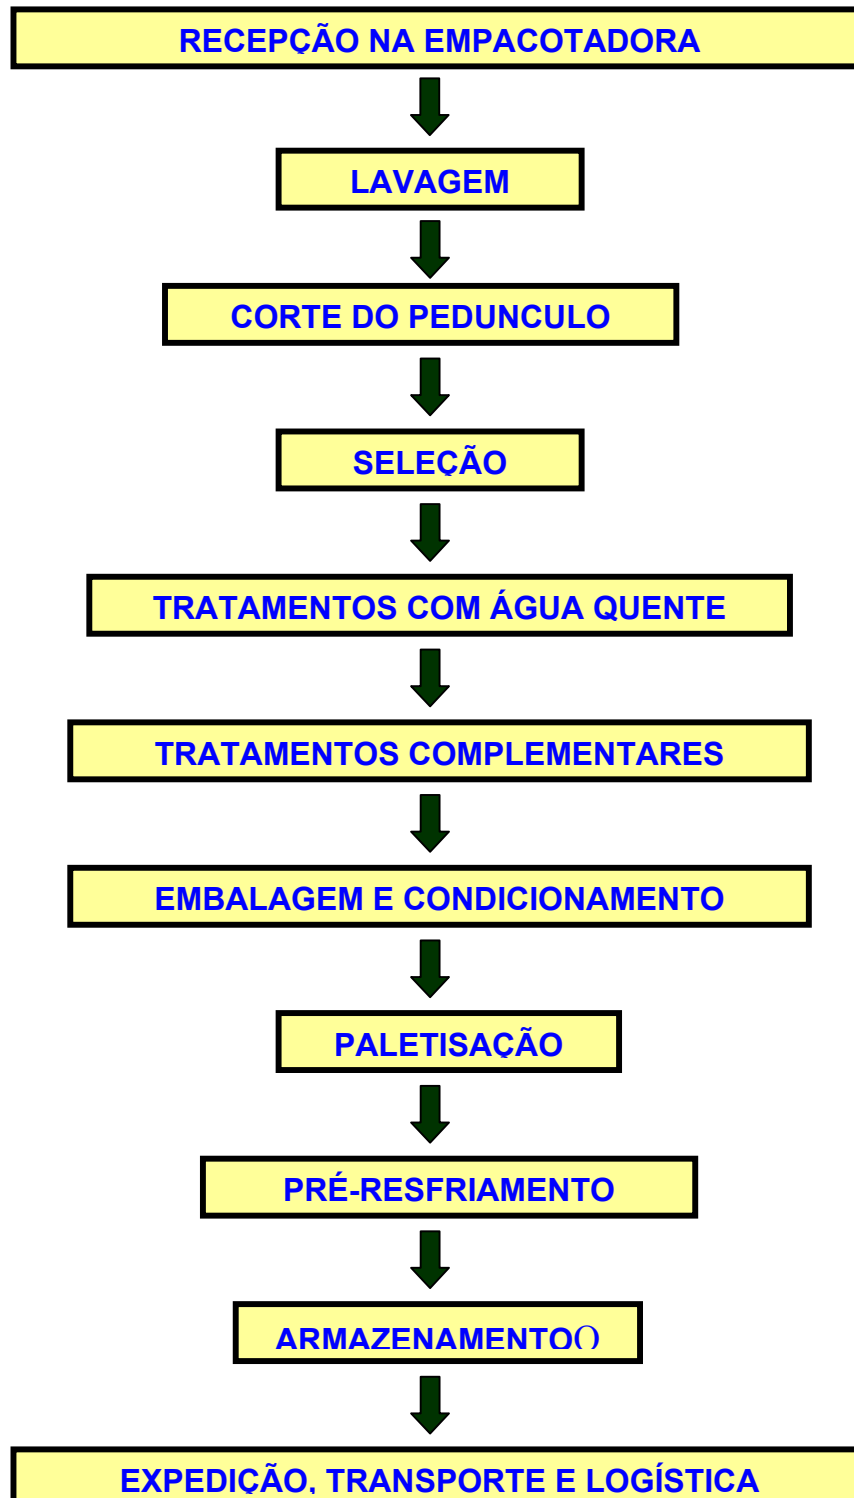 RECEPÇÃO NA EMPACOTADORA
LAVAGEM
CORTE DO PEDUNCULO
SELEÇÃO
TRATAMENTOS COM ÁGUA QUENTE
TRATAMENTOS COMPLEMENTARES
EMBALAGEM E CONDICIONAMENTO
PALETISAÇÃO
PRÉ-RESFRIAMENTO
ARMAZENAMENTOO
EXPEDIÇÃO, TRANSPORTE E LOGÍSTICA